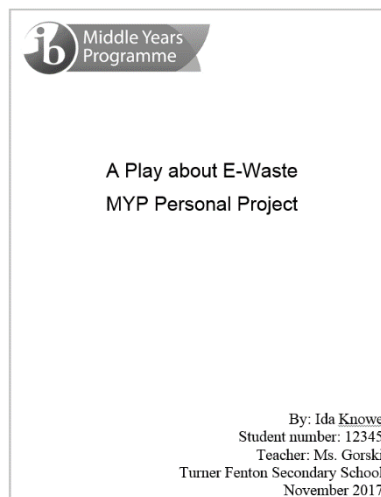 ib
Middle Years
Programme
A Play about E-Waste
MYP Personal Project
By: Ida Knowe
Student number: 12345
Teacher: Ms. Gorski
Turner Fenton Secondary School
November 2017